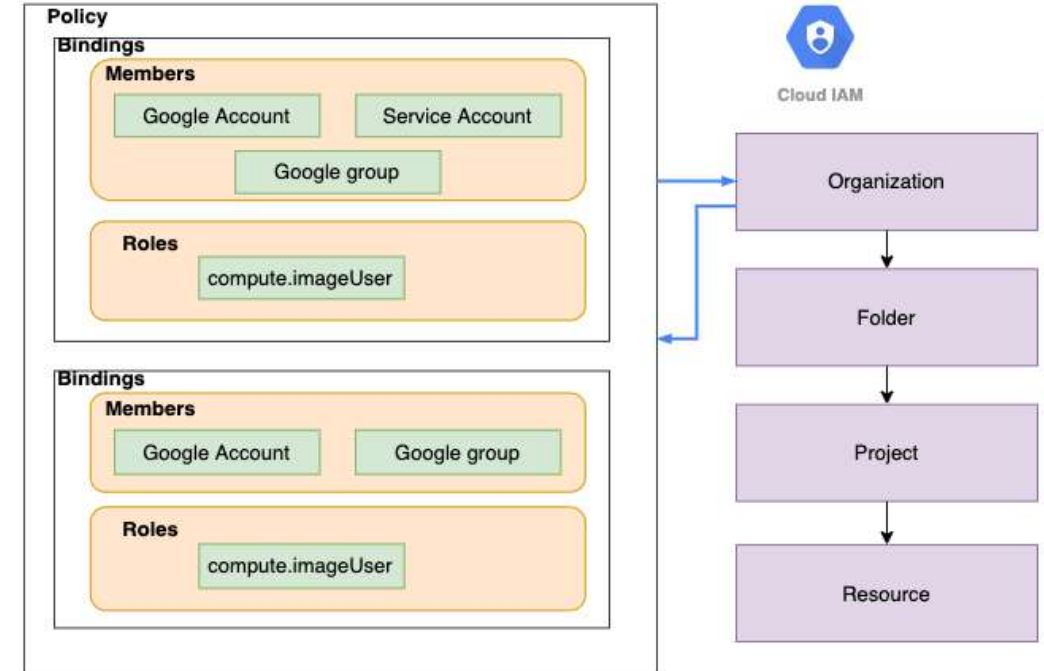 Policy
Bindings
Members
Google Account
Service Account
Google group
Roles
compute.imageUser
Bindings
Members
Google Account
Google group
Roles
compute.imageUser
Cloud IAM
Organization
Folder
Project
Resource